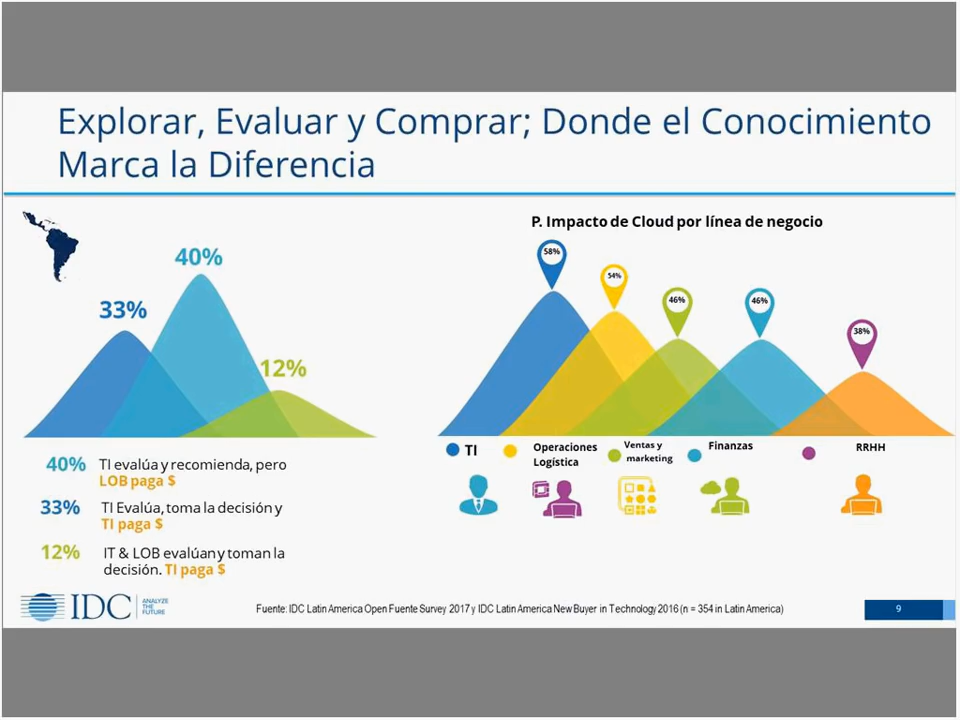 Explorar, Evaluar y Comprar; Donde el Conocimiento
Marca la Diferencia
40%
33%
12%
40% TI evalúa y recomienda, pero
LOB paga $
33% TI Evalúa, toma la decisión y
TI paga $
12% IT & LOB evalúan y toman la
decisión. TI paga $
P. Impacto de Cloud por línea de negocio
58%
54%
46%
46%
38%
TI
Operaciones
Logística
Ventas y
marketing
Finanzas
RRHH
IDC
ANALYZE
THE
FUTURE
Fuente: IDC Latin America Open Fuente Survey 2017 y IDC Latin America New Buyer in Technology 2016 (n = 354 in Latin America)
9